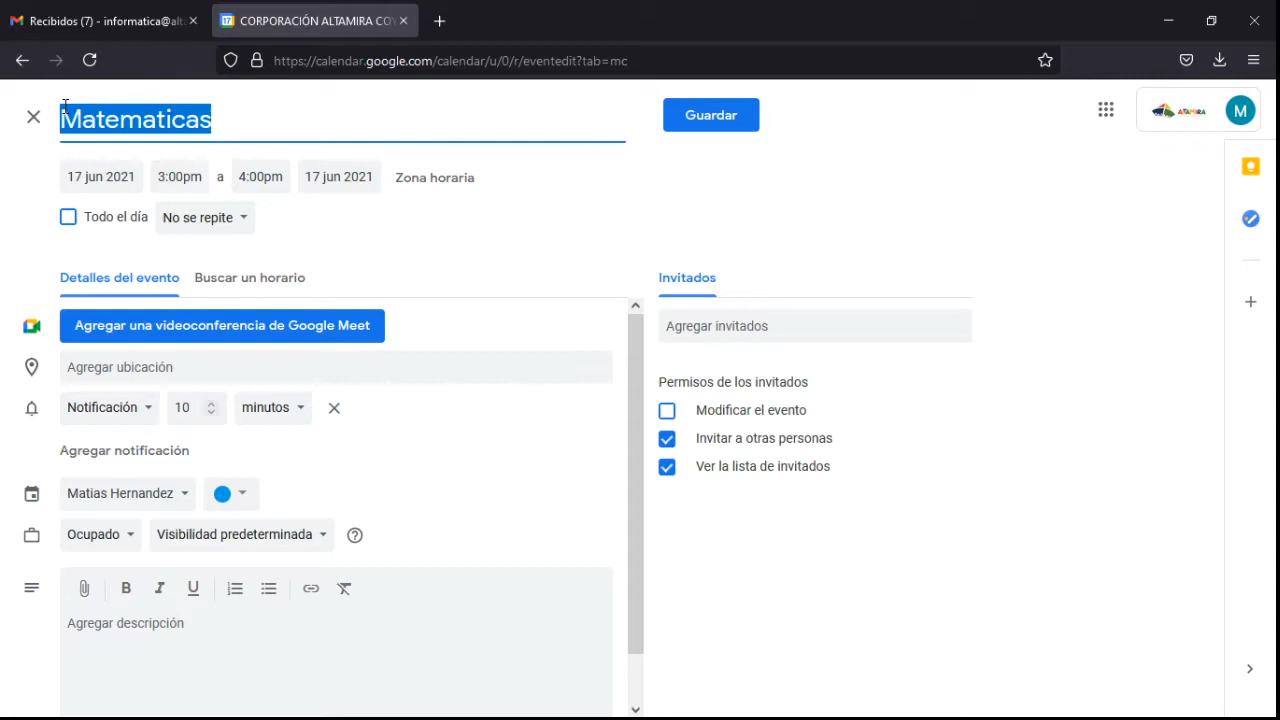 Recibidos (7) - informatica@alt
CORPORACIÓN ALTAMIRA CO
https://calendar.google.com/calendar/u/0/r/eventedit?tab=mc
Matematicas
Guardar
ALTAMIRA
M
17 jun 2021 3:00pm a 4:00pm 17 jun 2021 Zona horaria
Todo el día No se repite
Detalles del evento Buscar un horario
Invitados
Agregar una videoconferencia de Google Meet
Agregar invitados
Agregar ubicación
Permisos de los invitados
Notificación 10 minutos
Modificar el evento
Invitar a otras personas
Agregar notificación
Ver la lista de invitados
Matias Hernandez
Ocupado Visibilidad predeterminada
B I U
Agregar descripción